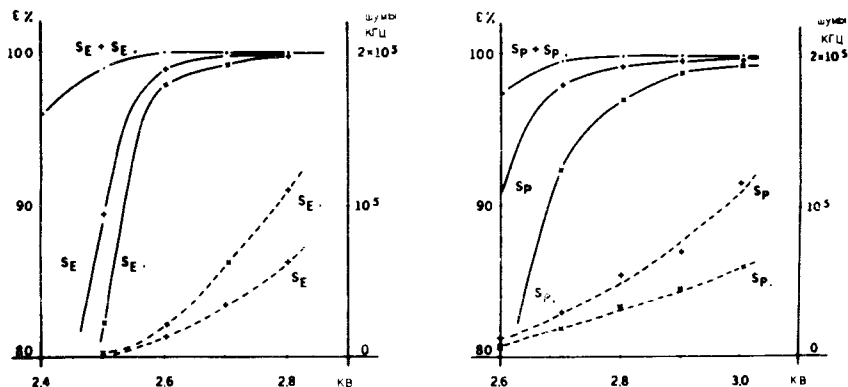 ε %
шумы
КГЦ
S_E + S_E.
100
2×10⁵
90
10⁵
S_E
S_E.
S_E.
S_E
80
0
2.4
2.6
2.8
КВ
ε %
шумы
КГЦ
S_P + S_P.
100
2×10⁵
90
10⁵
S_P
S_P
S_P.
S_P.
80
0
2.6
2.8
3.0
КВ